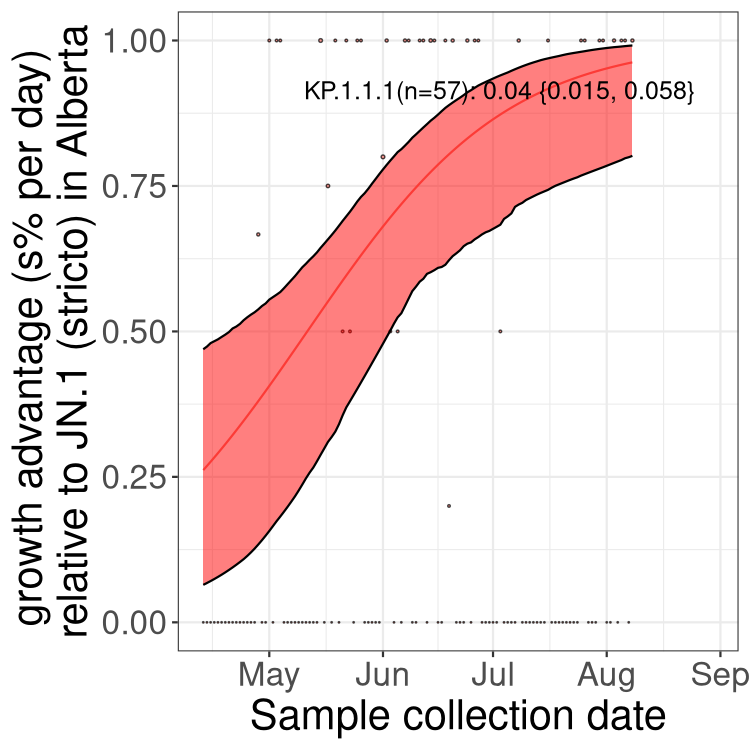 growth advantage (s% per day)
relative to JN.1 (stricto) in Alberta
1.00
0.75
0.50
0.25
0.00
KP.1.1.1(n=57): 0.04 {0.015, 0.058}
May Jun Jul Aug Sep
Sample collection date